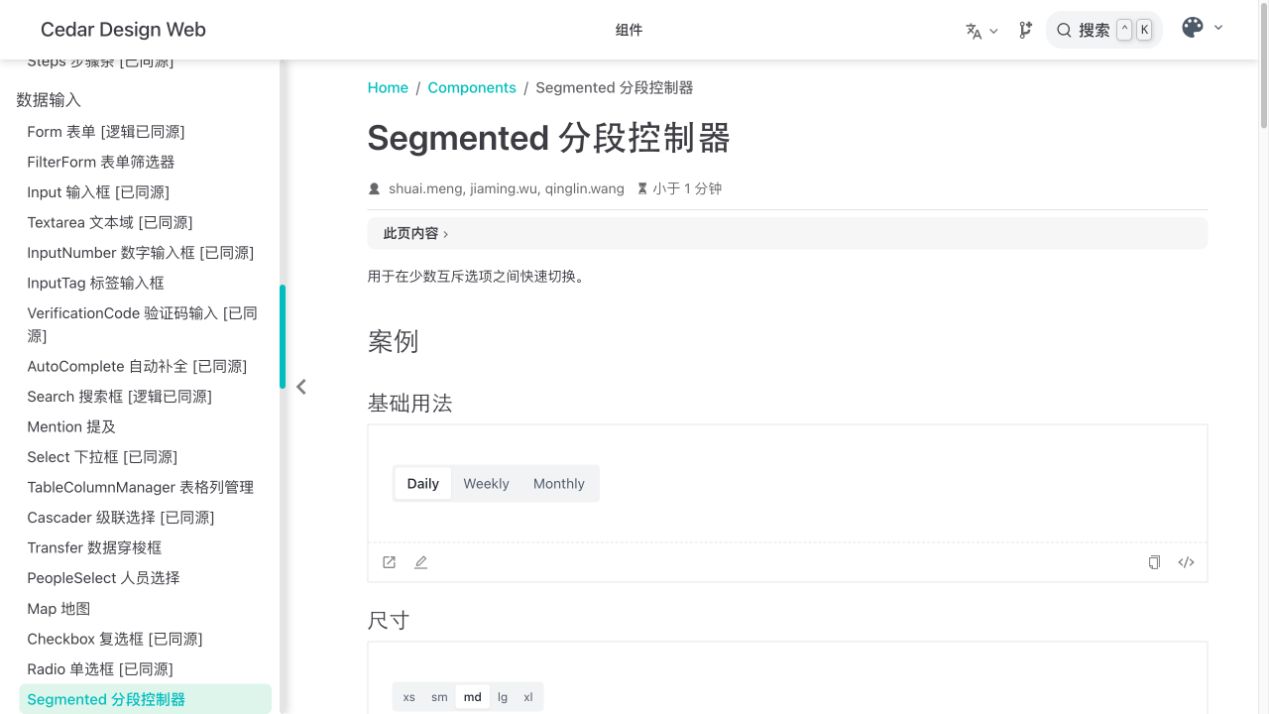 Cedar Design Web
组件
搜索 ^ K
Steps 步骤条 [已同源]
数据输入
Form 表单 [逻辑已同源]
FilterForm 表单筛选器
Input 输入框 [已同源]
Textarea 文本域 [已同源]
InputNumber 数字输入框 [已同源]
InputTag 标签输入框
VerificationCode 验证码输入 [已同
源]
AutoComplete 自动补全 [已同源]
Search 搜索框 [逻辑已同源]
Mention 提及
Select 下拉框 [已同源]
TableColumnManager 表格列管理
Cascader 级联选择 [已同源]
Transfer 数据穿梭框
PeopleSelect 人员选择
Map 地图
Checkbox 复选框 [已同源]
Radio 单选框 [已同源]
Segmented 分段控制器
Home / Components / Segmented 分段控制器
Segmented 分段控制器
shuai.meng, jiaming.wu, qinglin.wang 小于 1 分钟
此页内容 ›
用于在少数互斥选项之间快速切换。
案例
基础用法
Daily Weekly Monthly
尺寸
xs sm md lg xl